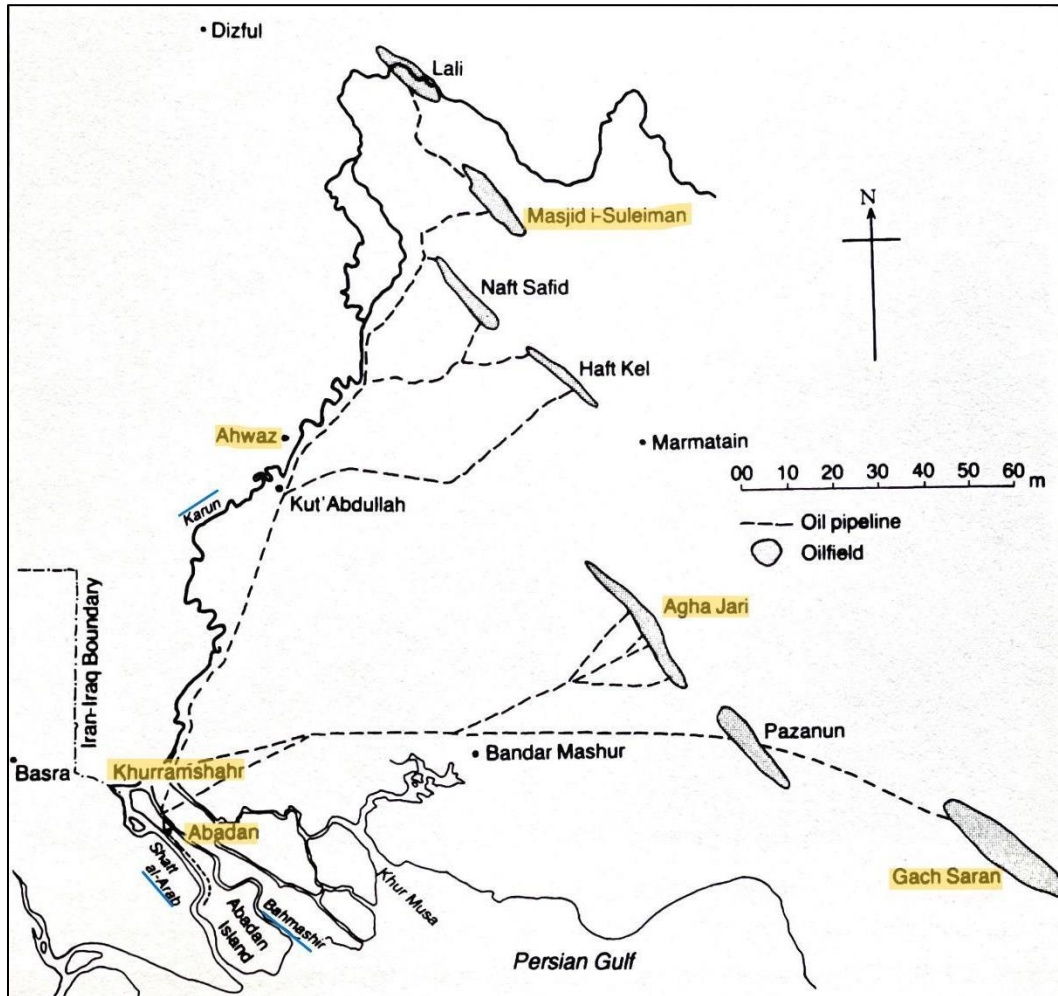 Dizful
Lali
Masjid i-Suleiman
N
Naft Safid
Haft Kel
Ahwaz
Marmatain
00 10 20 30 40 50 60 m
Kut'Abdullah
Karun
Oil pipeline
Oilfield
Iran-Iraq Boundary
Agha Jari
Pazanun
Bandar Mashur
Basra
Khurramshahr
Abadan
Shatt
al-Arab
Khur Musa
Gach Saran
Abadan
Island
Bahmashir
Persian Gulf